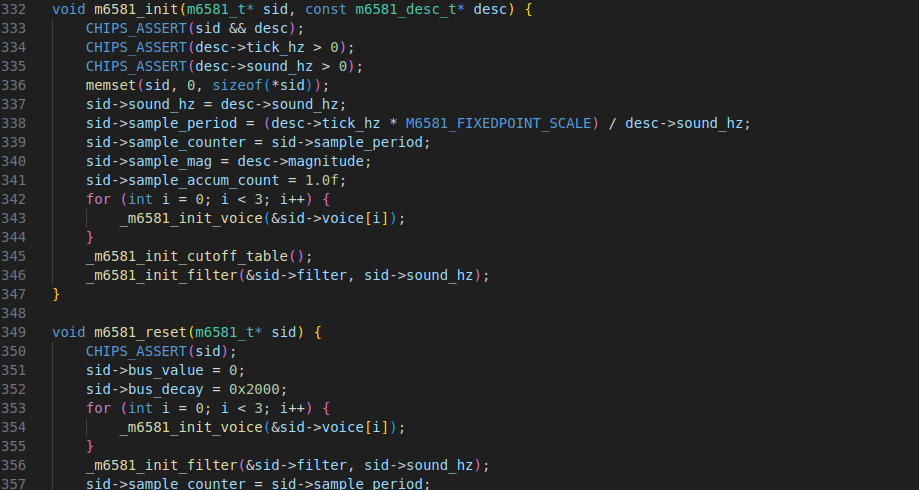 332 void m6581_init(m6581_t* sid, const m6581_desc_t* desc) {
333     CHIPS_ASSERT(sid && desc);
334     CHIPS_ASSERT(desc->tick_hz > 0);
335     CHIPS_ASSERT(desc->sound_hz > 0);
336     memset(sid, 0, sizeof(*sid));
337     sid->sound_hz = desc->sound_hz;
338     sid->sample_period = (desc->tick_hz * M6581_FIXEDPOINT_SCALE) / desc->sound_hz;
339     sid->sample_counter = sid->sample_period;
340     sid->sample_mag = desc->magnitude;
341     sid->sample_accum_count = 1.0f;
342     for (int i = 0; i < 3; i++) {
343         _m6581_init_voice(&sid->voice[i]);
344     }
345     _m6581_init_cutoff_table();
346     _m6581_init_filter(&sid->filter, sid->sound_hz);
347 }
348
349 void m6581_reset(m6581_t* sid) {
350     CHIPS_ASSERT(sid);
351     sid->bus_value = 0;
352     sid->bus_decay = 0x2000;
353     for (int i = 0; i < 3; i++) {
354         _m6581_init_voice(&sid->voice[i]);
355     }
356     _m6581_init_filter(&sid->filter, sid->sound_hz);
357     sid->sample_counter = sid->sample_period;